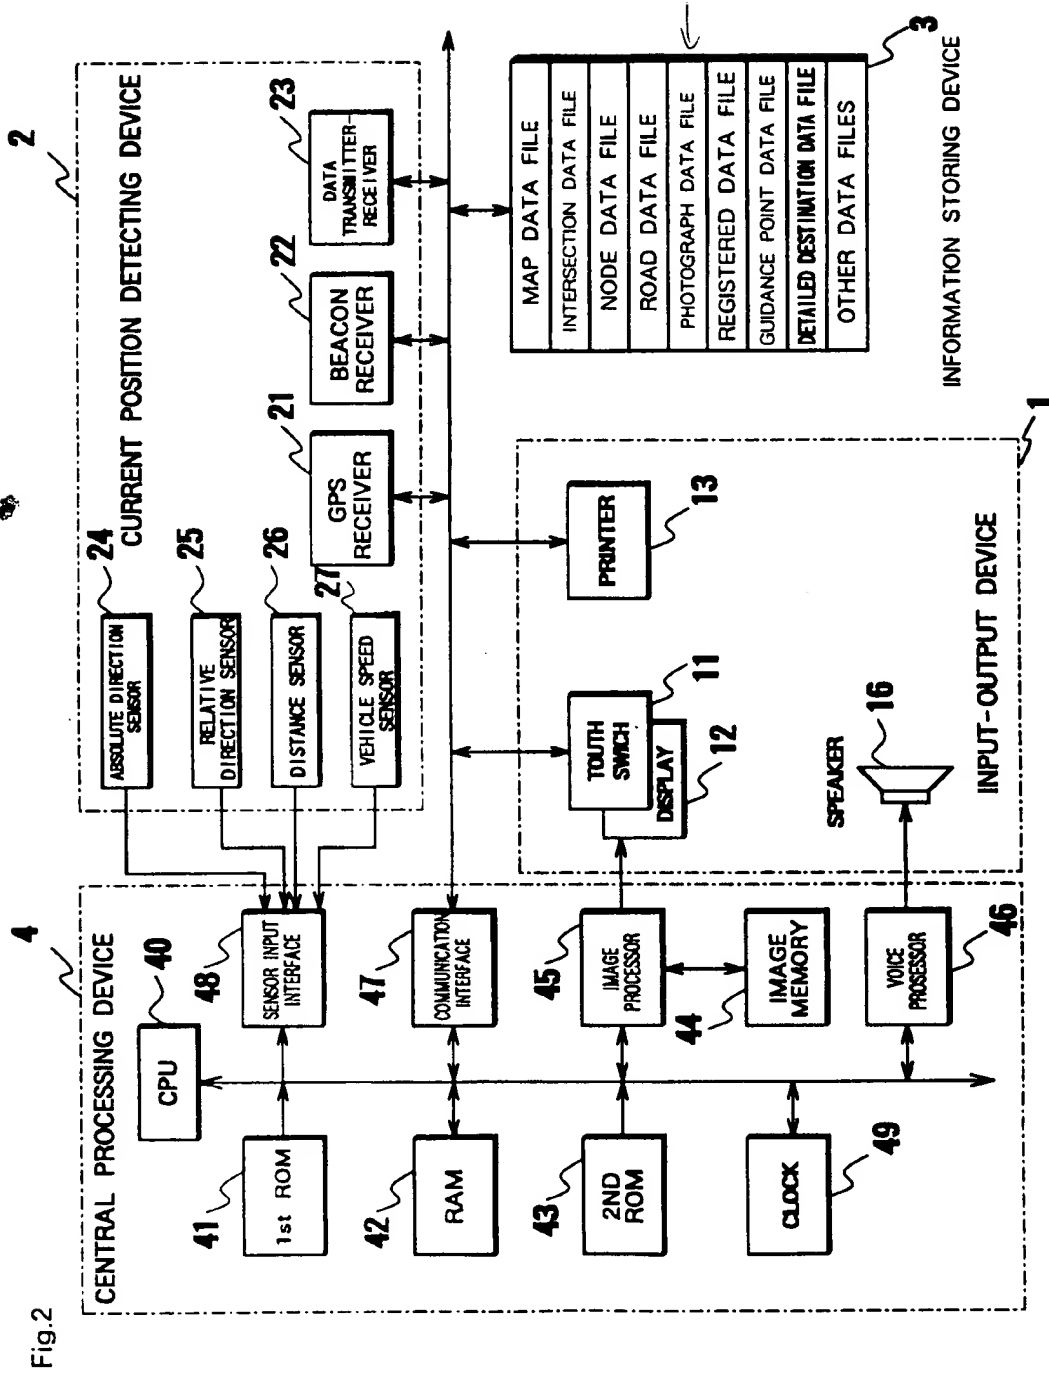 Fig.2
4
CENTRAL PROCESSING DEVICE
40
CPU
41
1st ROM
42
RAM
43
2ND
ROM
CLOCK
49
48
SENSOR INPUT
INTERFACE
47
COMMUNICATION
INTERFACE
45
IMAGE
PROCESSOR
44
IMAGE
MEMORY
VOICE
PROSESSOR
46
2
CURRENT POSITION DETECTING DEVICE
24
ABSOLUTE DIRECTION
SENSOR
25
RELATIVE
DIRECTION SENSOR
26
DISTANCE SENSOR
27
VEHICLE SPEED
SENSOR
21
GPS
RECEIVER
22
BEACON
RECEIVER
23
DATA
TRANSMITTER-
RECEIVER
TOUTH
SWICH
11
DISPLAY
12
PRINTER
13
SPEAKER
16
INPUT-OUTPUT DEVICE
1
MAP DATA FILE
INTERSECTION DATA FILE
NODE DATA FILE
ROAD DATA FILE
PHOTOGRAPH DATA FILE
REGISTERED DATA FILE
GUIDANCE POINT DATA FILE
DETAILED DESTINATION DATA FILE
OTHER DATA FILES
3
INFORMATION STORING DEVICE